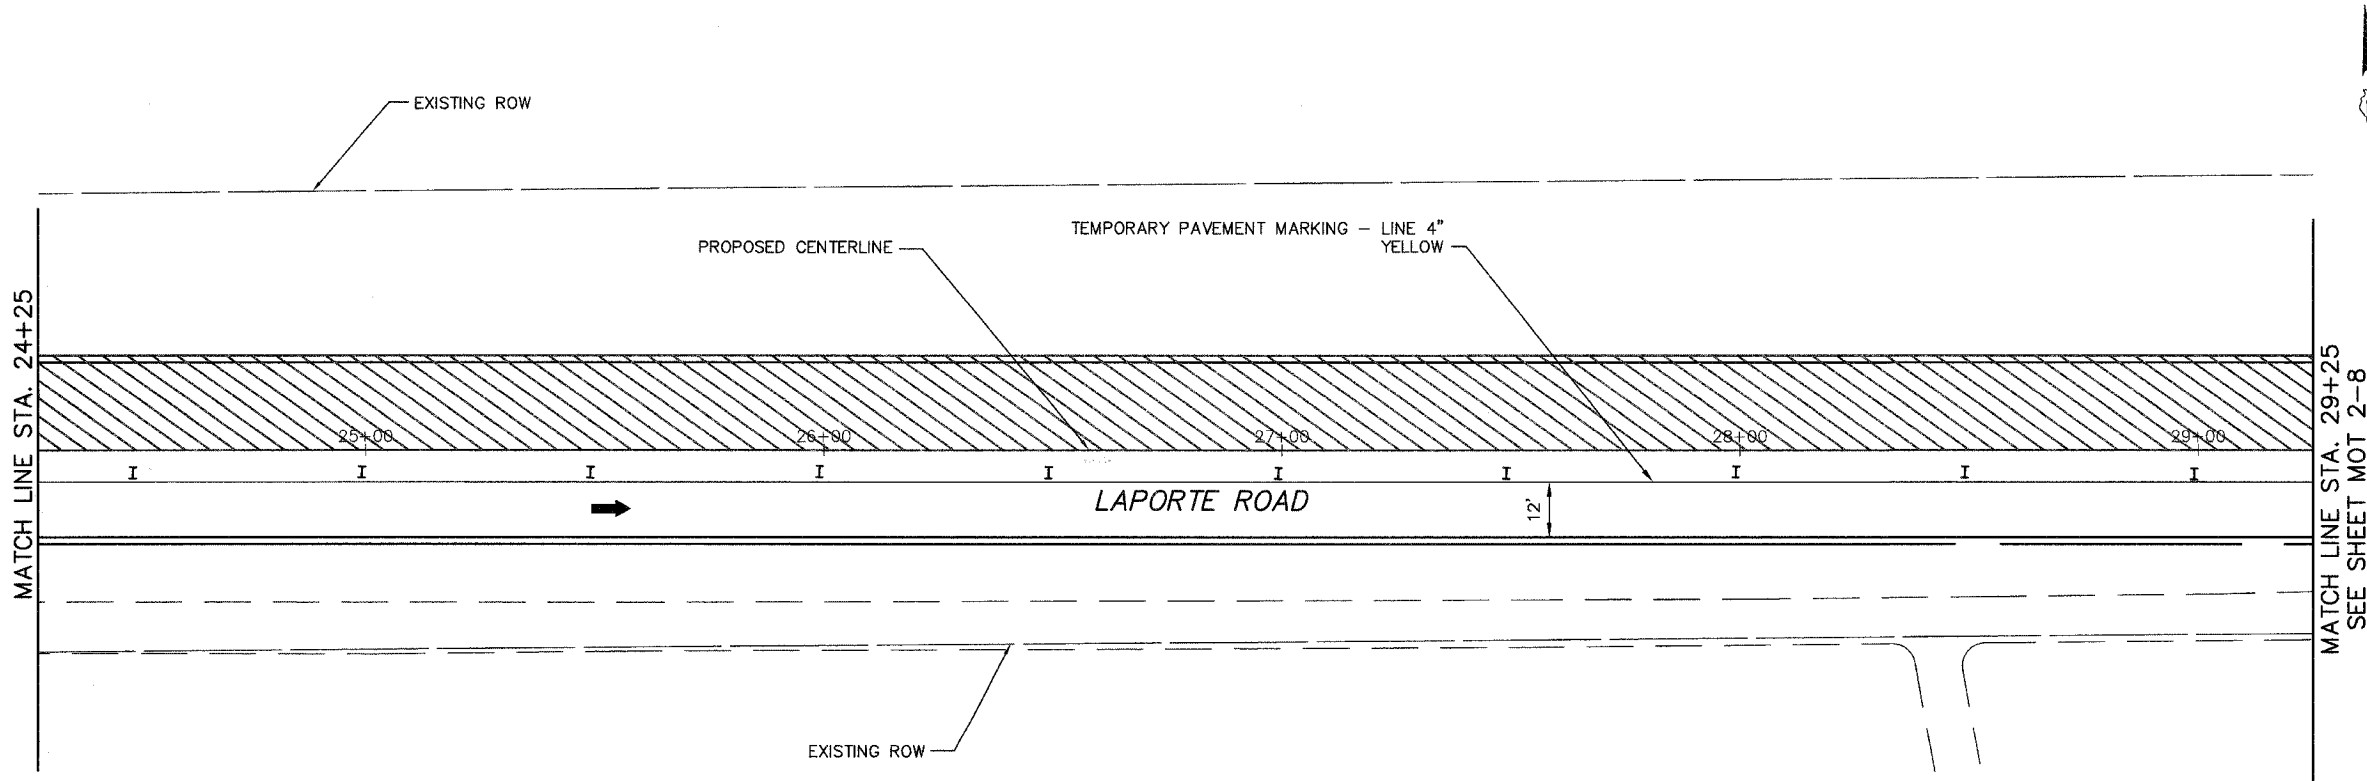 EXISTING ROW
TEMPORARY PAVEMENT MARKING – LINE 4"
YELLOW
PROPOSED CENTERLINE
MATCH LINE STA. 24+25
25+00
26+00
27+00
28+00
29+00
I I I I I I I I I I
LAPORTE ROAD
12'
MATCH LINE STA. 29+25
SEE SHEET MOT 2-8
EXISTING ROW